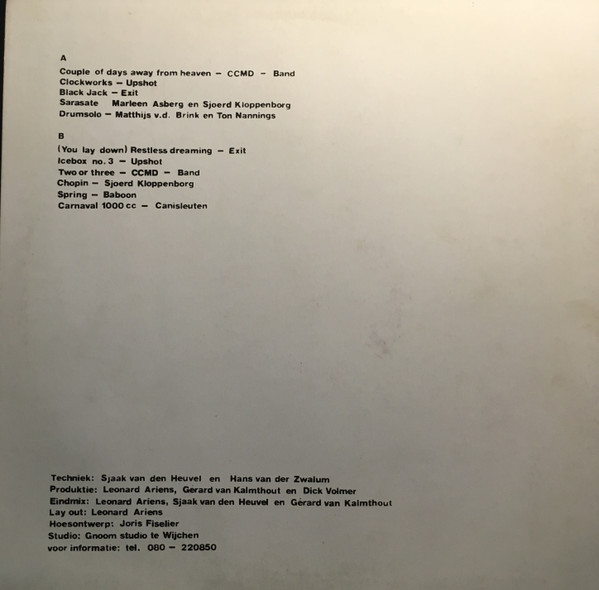 A
Couple of days away from heaven – CCMD – Band
Clockworks – Upshot
Black Jack – Exit
Sarasate Marleen Asberg en Sjoerd Kloppenborg
Drumsolo – Matthijs v.d. Brink en Ton Nannings
B
(You lay down) Restless dreaming – Exit
Icebox no. 3 – Upshot
Two or three – CCMD – Band
Chopin – Sjoerd Kloppenborg
Spring – Baboon
Carnaval 1000 cc – Canisleuten
Techniek: Sjaak van den Heuvel en Hans van der Zwalum
Produktie: Leonard Ariens, Gerard van Kalmthout en Dick Volmer
Eindmix: Leonard Ariens, Sjaak van den Heuvel en Gerard van Kalmthout
Lay out: Leonard Ariens
Hoesontwerp: Joris Fiselier
Studio: Gnoom studio te Wijchen
voor informatie: tel. 080 – 220850